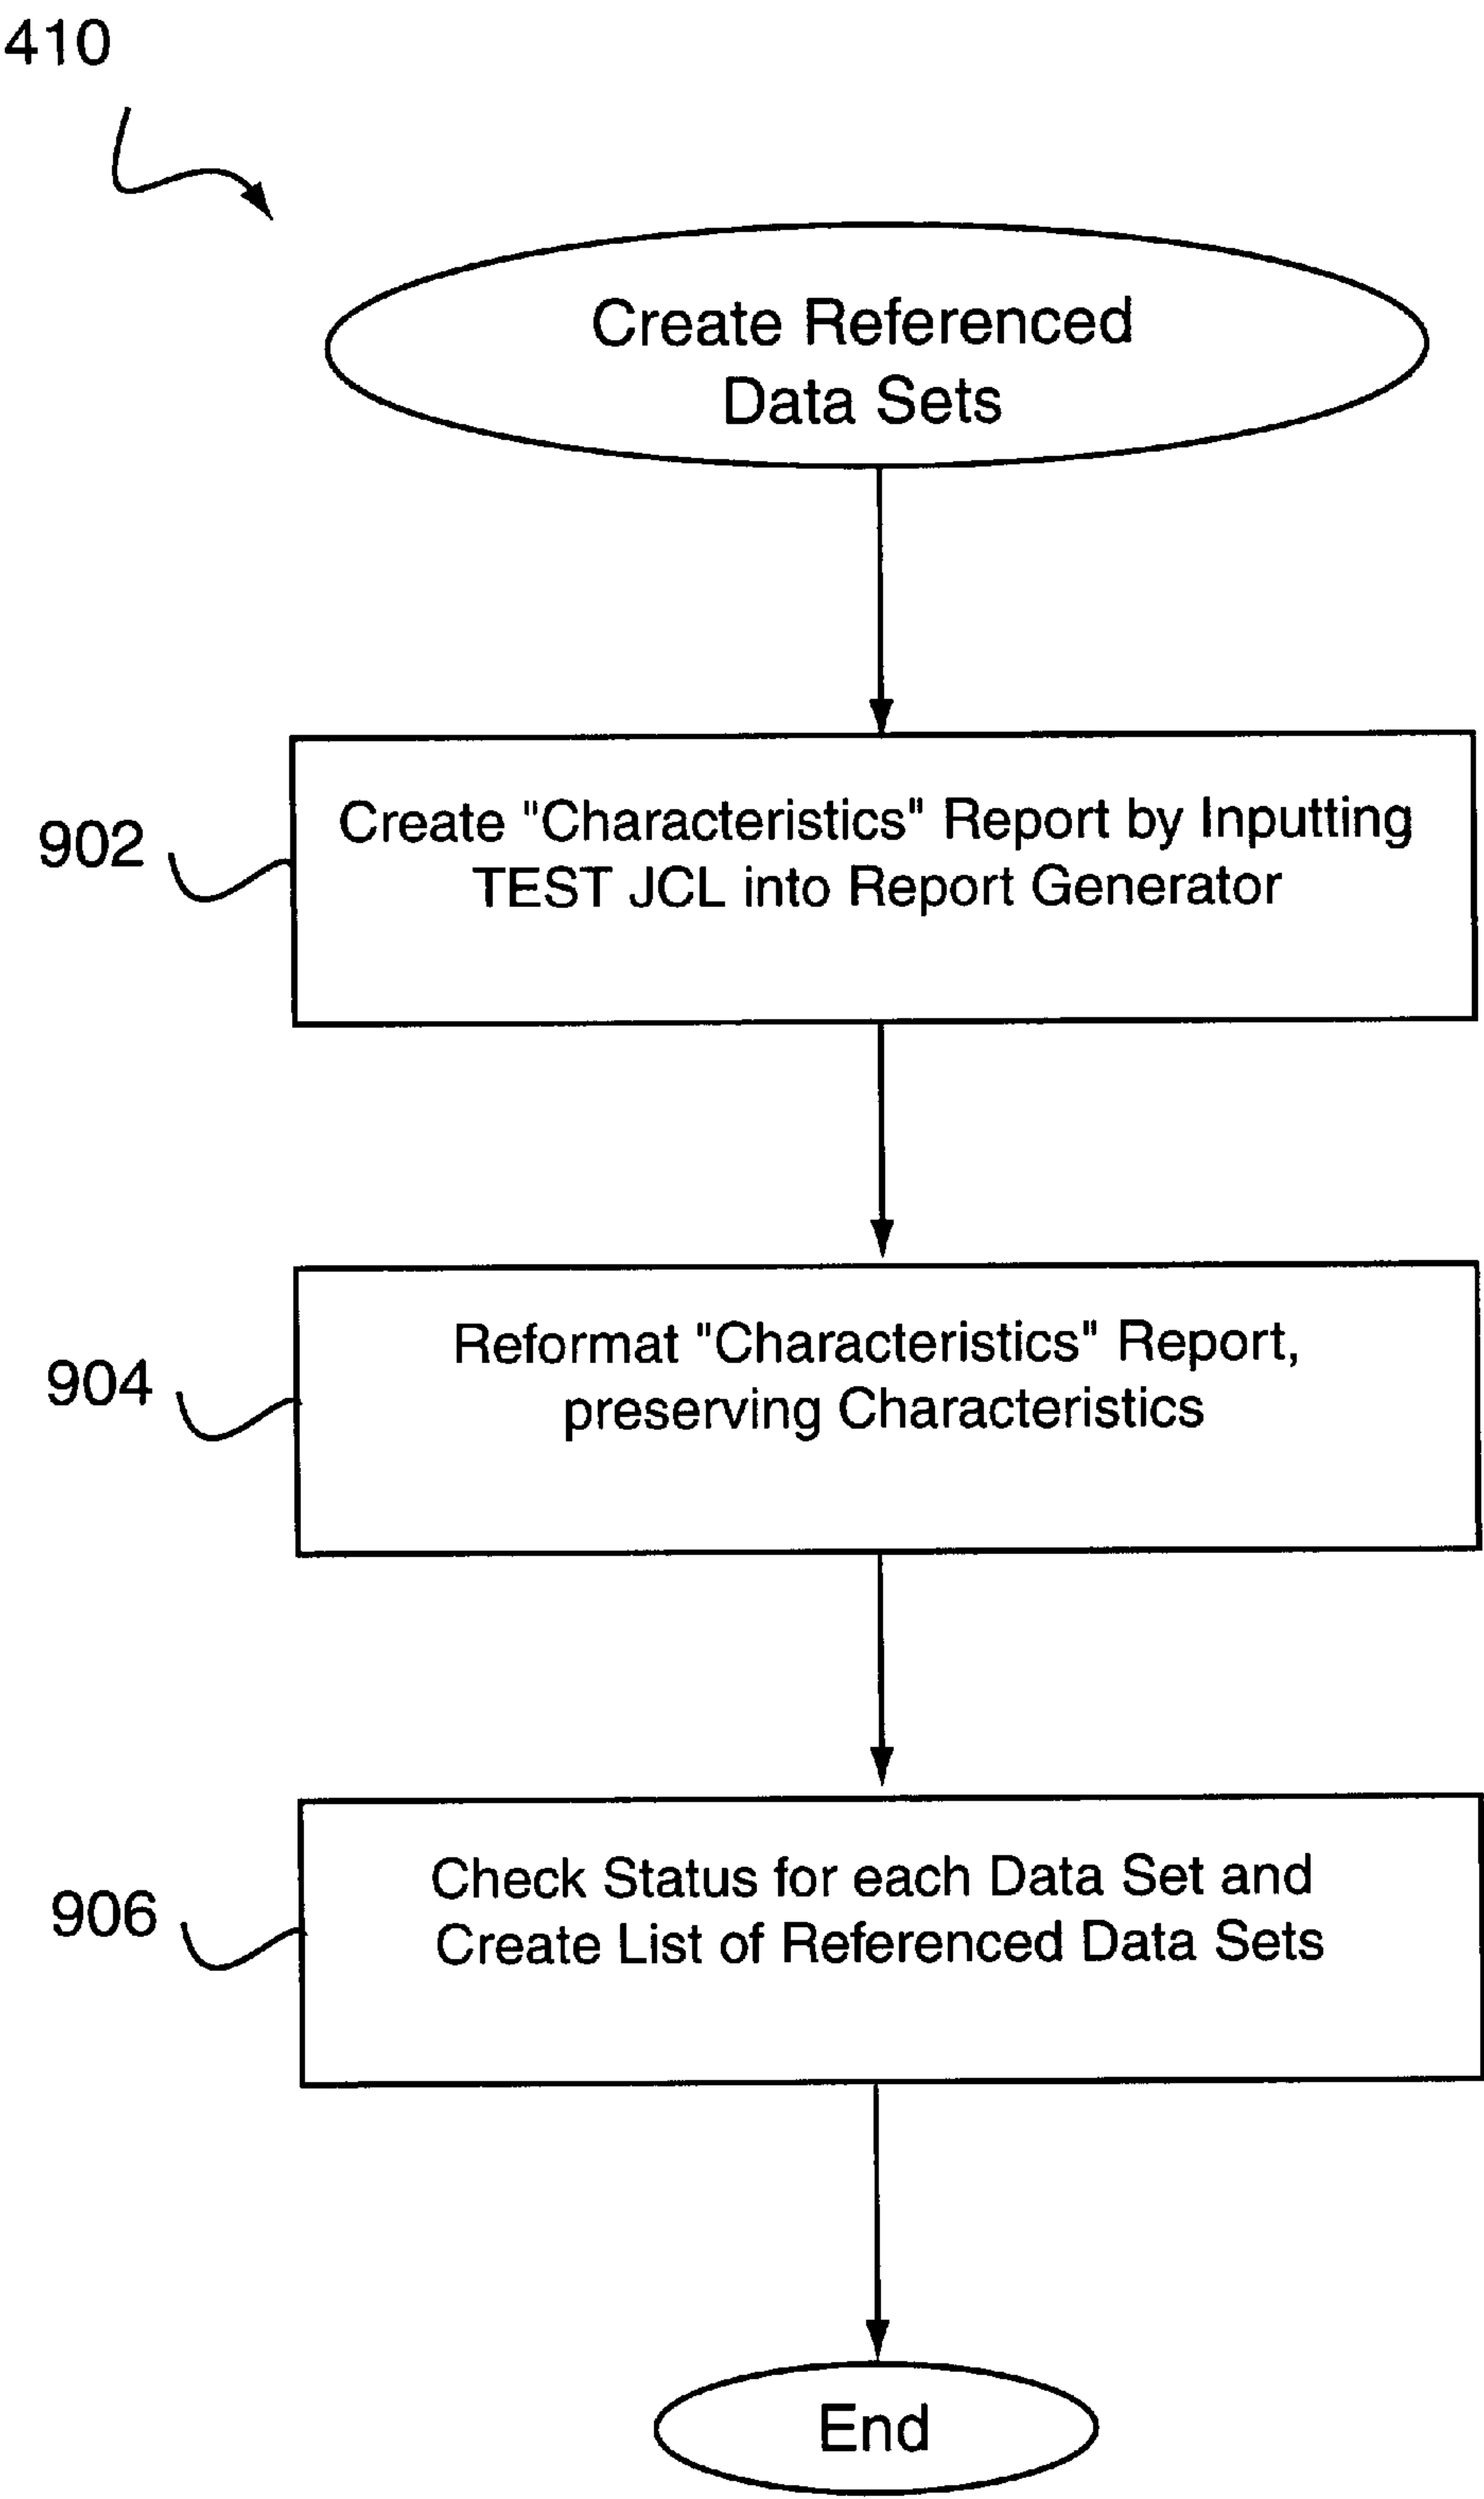 410
Create Referenced
Data Sets
902
Create "Characteristics" Report by Inputting
TEST JCL into Report Generator
904
Reformat "Characteristics" Report,
preserving Characteristics
906
Check Status for each Data Set and
Create List of Referenced Data Sets
End